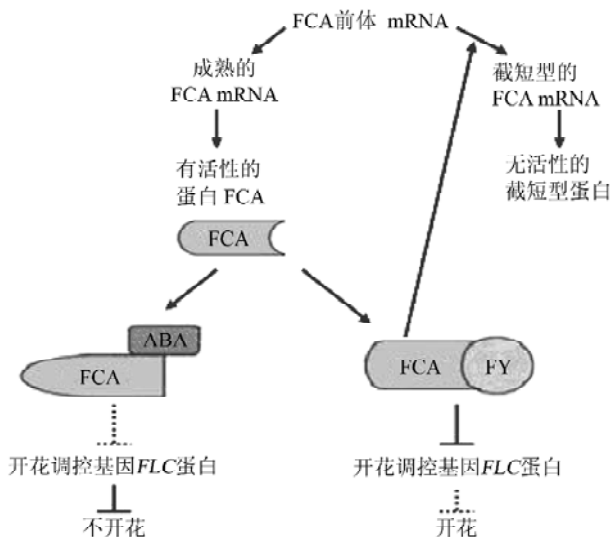 FCA前体 mRNA
成熟的
FCA mRNA
截短型的
FCA mRNA
有活性的
蛋白 FCA
无活性的
截短型蛋白
FCA
ABA
FCA
FCA
FY
开花调控基因FLC蛋白
开花调控基因FLC蛋白
不开花
开花